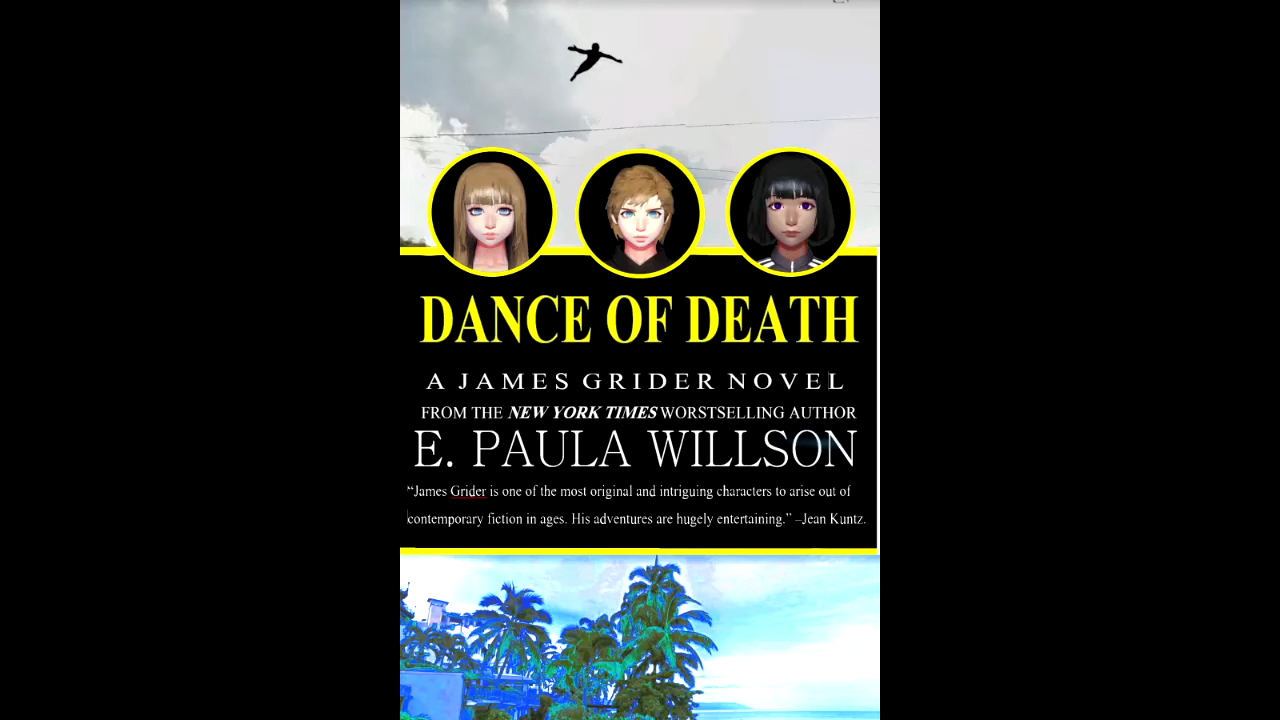 DANCE OF DEATH
A JAMES GRIDER NOVEL
FROM THE NEW YORK TIMES WORSTSELLING AUTHOR
E. PAULA WILLSON
“James Grider is one of the most original and intriguing characters to arise out of
contemporary fiction in ages. His adventures are hugely entertaining.” –Jean Kuntz.